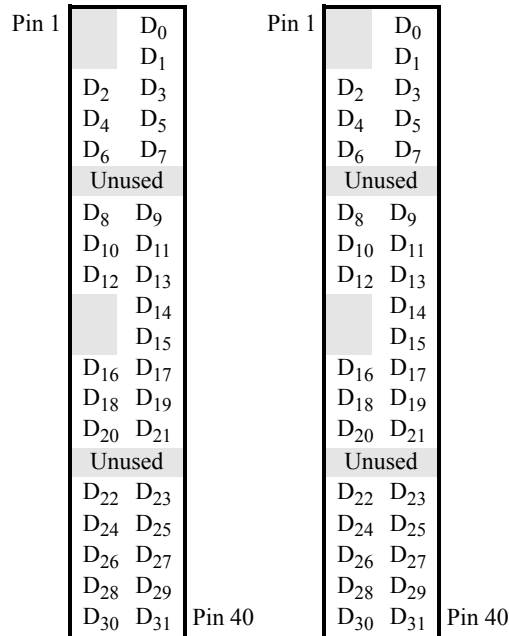 Pin 1 D₀ Pin 1 D₀
D₁ D₁
D₂ D₃ D₂ D₃
D₄ D₅ D₄ D₅
D₆ D₇ D₆ D₇
Unused Unused
D₈ D₉ D₈ D₉
D₁₀ D₁₁ D₁₀ D₁₁
D₁₂ D₁₃ D₁₂ D₁₃
D₁₄ D₁₄
D₁₅ D₁₅
D₁₆ D₁₇ D₁₆ D₁₇
D₁₈ D₁₉ D₁₈ D₁₉
D₂₀ D₂₁ D₂₀ D₂₁
Unused Unused
D₂₂ D₂₃ D₂₂ D₂₃
D₂₄ D₂₅ D₂₄ D₂₅
D₂₆ D₂₇ D₂₆ D₂₇
D₂₈ D₂₉ D₂₈ D₂₉
D₃₀ D₃₁ Pin 40 D₃₀ D₃₁ Pin 40